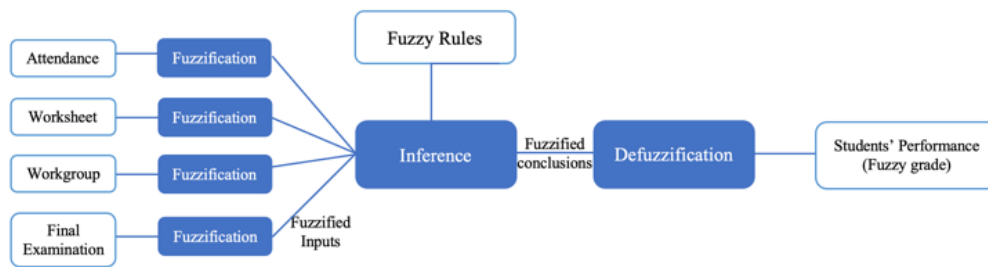 Attendance
Fuzzification
Fuzzy Rules
Worksheet
Fuzzification
Workgroup
Fuzzification
Final
Examination
Fuzzification
Fuzzified
Inputs
Inference
Fuzzified
conclusions
Defuzzification
Students' Performance
(Fuzzy grade)